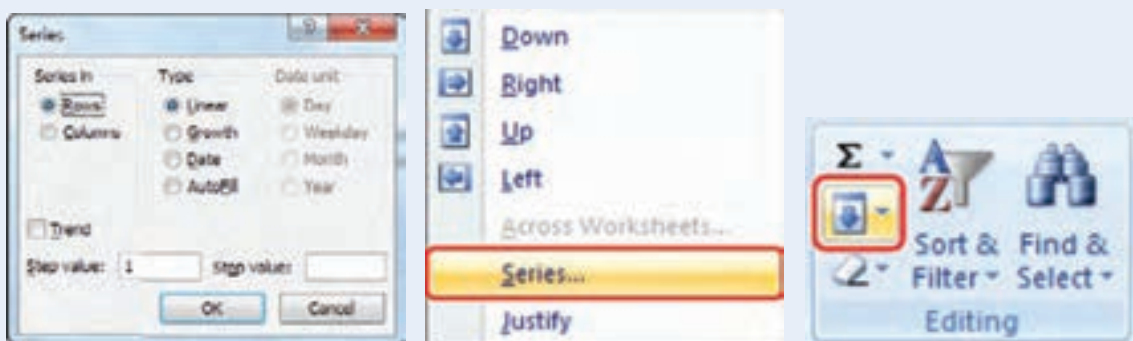 Series
Series in
Type
Date unit
Rows
Linear
Day
Columns
Growth
Weekday
Date
Month
AutoFill
Year
Trend
Step value: 1
Stop value:
OK
Cancel
Down
Right
Up
Left
Across Worksheets...
Series...
Justify
Σ
A
Z
Sort &
Filter
Find &
Select
Editing